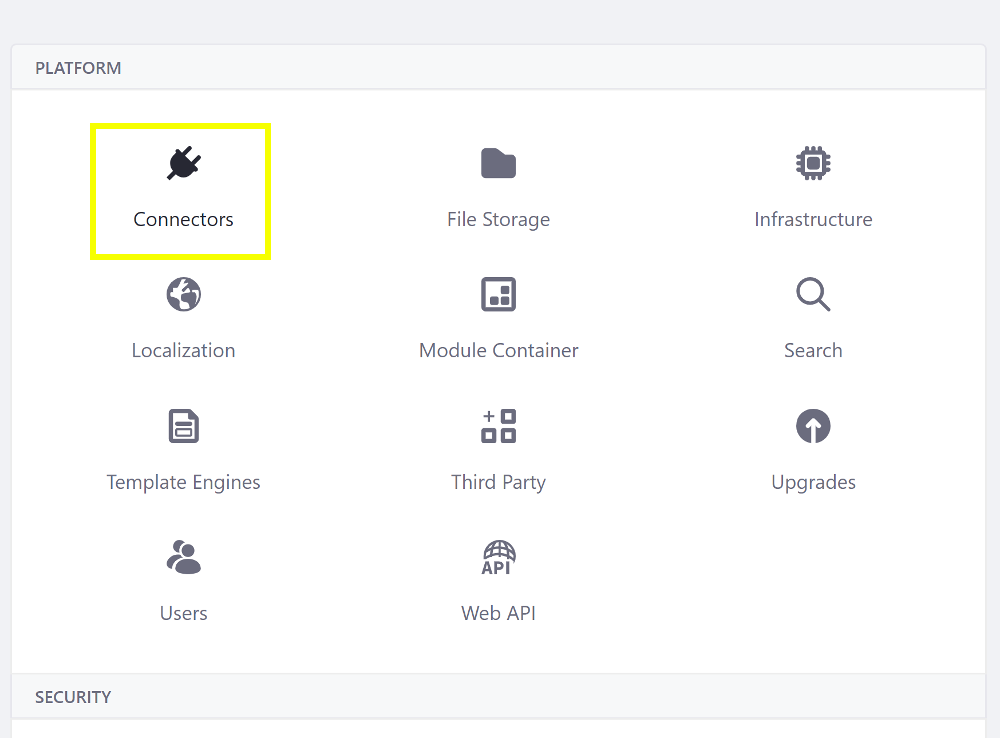 PLATFORM
Connectors
File Storage
Infrastructure
Localization
Module Container
Search
Template Engines
Third Party
Upgrades
API
Users
Web API
SECURITY